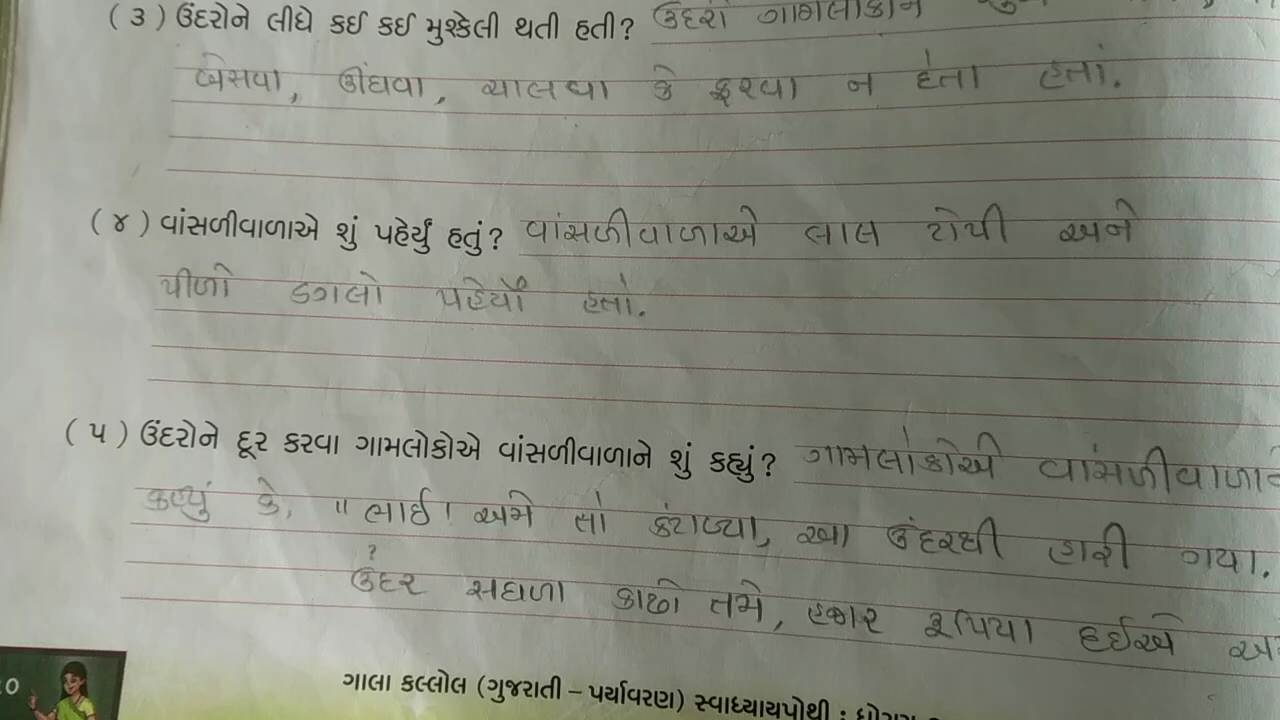 (૩) ઉંદરોને લીધે કઈ કઈ મુશ્કેલી થતી હતી? ઉંદરો ગામલોકોને
બેસવા, ઊંઘવા, ચાલવા કે ફરવા ન દેતા હતાં.
(૪) વાંસળીવાળાએ શું પહેર્યું હતું? વાંસળીવાળાએ લાલ ટોપી અને
પીળો ડગલો પહેર્યો હતો.
(૫) ઉંદરોને દૂર કરવા ગામલોકોએ વાંસળીવાળાને શું કહ્યું? ગામલોકોએ વાંસળીવાળાને
કહ્યું કે, "ભાઈ! અમે તો કંટાળ્યા, આ ઉંદરથી હારી ગયા.
?
ઉંદર સઘળા કાઢો તમે, હજાર રૂપિયા દઈએ
ગાલા કલ્લોલ (ગુજરાતી – પર્યાવરણ) સ્વાધ્યાયપોથી : ધોરણ